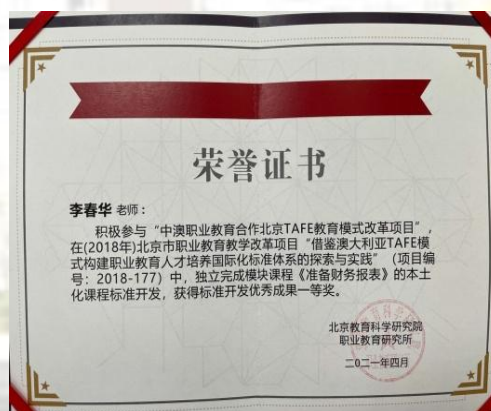 荣誉证书
李春华 老师：
积极参与“中澳职业教育合作北京TAFE教育模式改革项目”，
在(2018年)北京市职业教育教学改革项目“借鉴澳大利亚TAFE模
式构建职业教育人才培养国际化标准体系的探索与实践”（项目编
号：2018-177）中，独立完成模块课程《准备财务报表》的本土
化课程标准开发，获得标准开发优秀成果一等奖。
北京教育科学研究院
职业教育研究所
二〇二一年四月